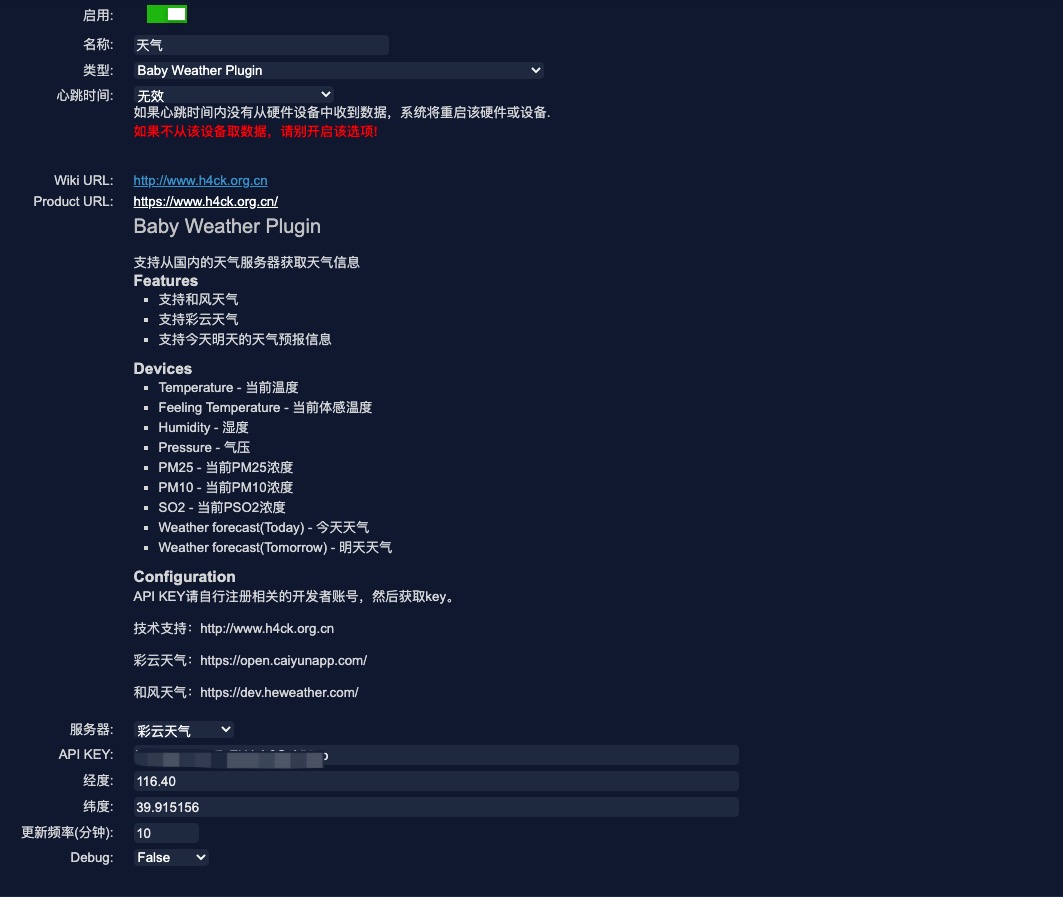 启用:
名称: 天气
类型: Baby Weather Plugin
心跳时间: 无效
如果心跳时间内没有从硬件设备中收到数据，系统将重启该硬件或设备.
如果不从该设备取数据，请别开启该选项!
Wiki URL: http://www.h4ck.org.cn
Product URL: https://www.h4ck.org.cn/
Baby Weather Plugin
支持从国内的天气服务器获取天气信息
Features
支持和风天气
支持彩云天气
支持今天明天的天气预报信息
Devices
Temperature - 当前温度
Feeling Temperature - 当前体感温度
Humidity - 湿度
Pressure - 气压
PM25 - 当前PM25浓度
PM10 - 当前PM10浓度
SO2 - 当前PSO2浓度
Weather forecast(Today) - 今天天气
Weather forecast(Tomorrow) - 明天天气
Configuration
API KEY请自行注册相关的开发者账号，然后获取key。
技术支持：http://www.h4ck.org.cn
彩云天气：https://open.caiyunapp.com/
和风天气：https://dev.heweather.com/
服务器: 彩云天气
API KEY:
经度: 116.40
纬度: 39.915156
更新频率(分钟): 10
Debug: False